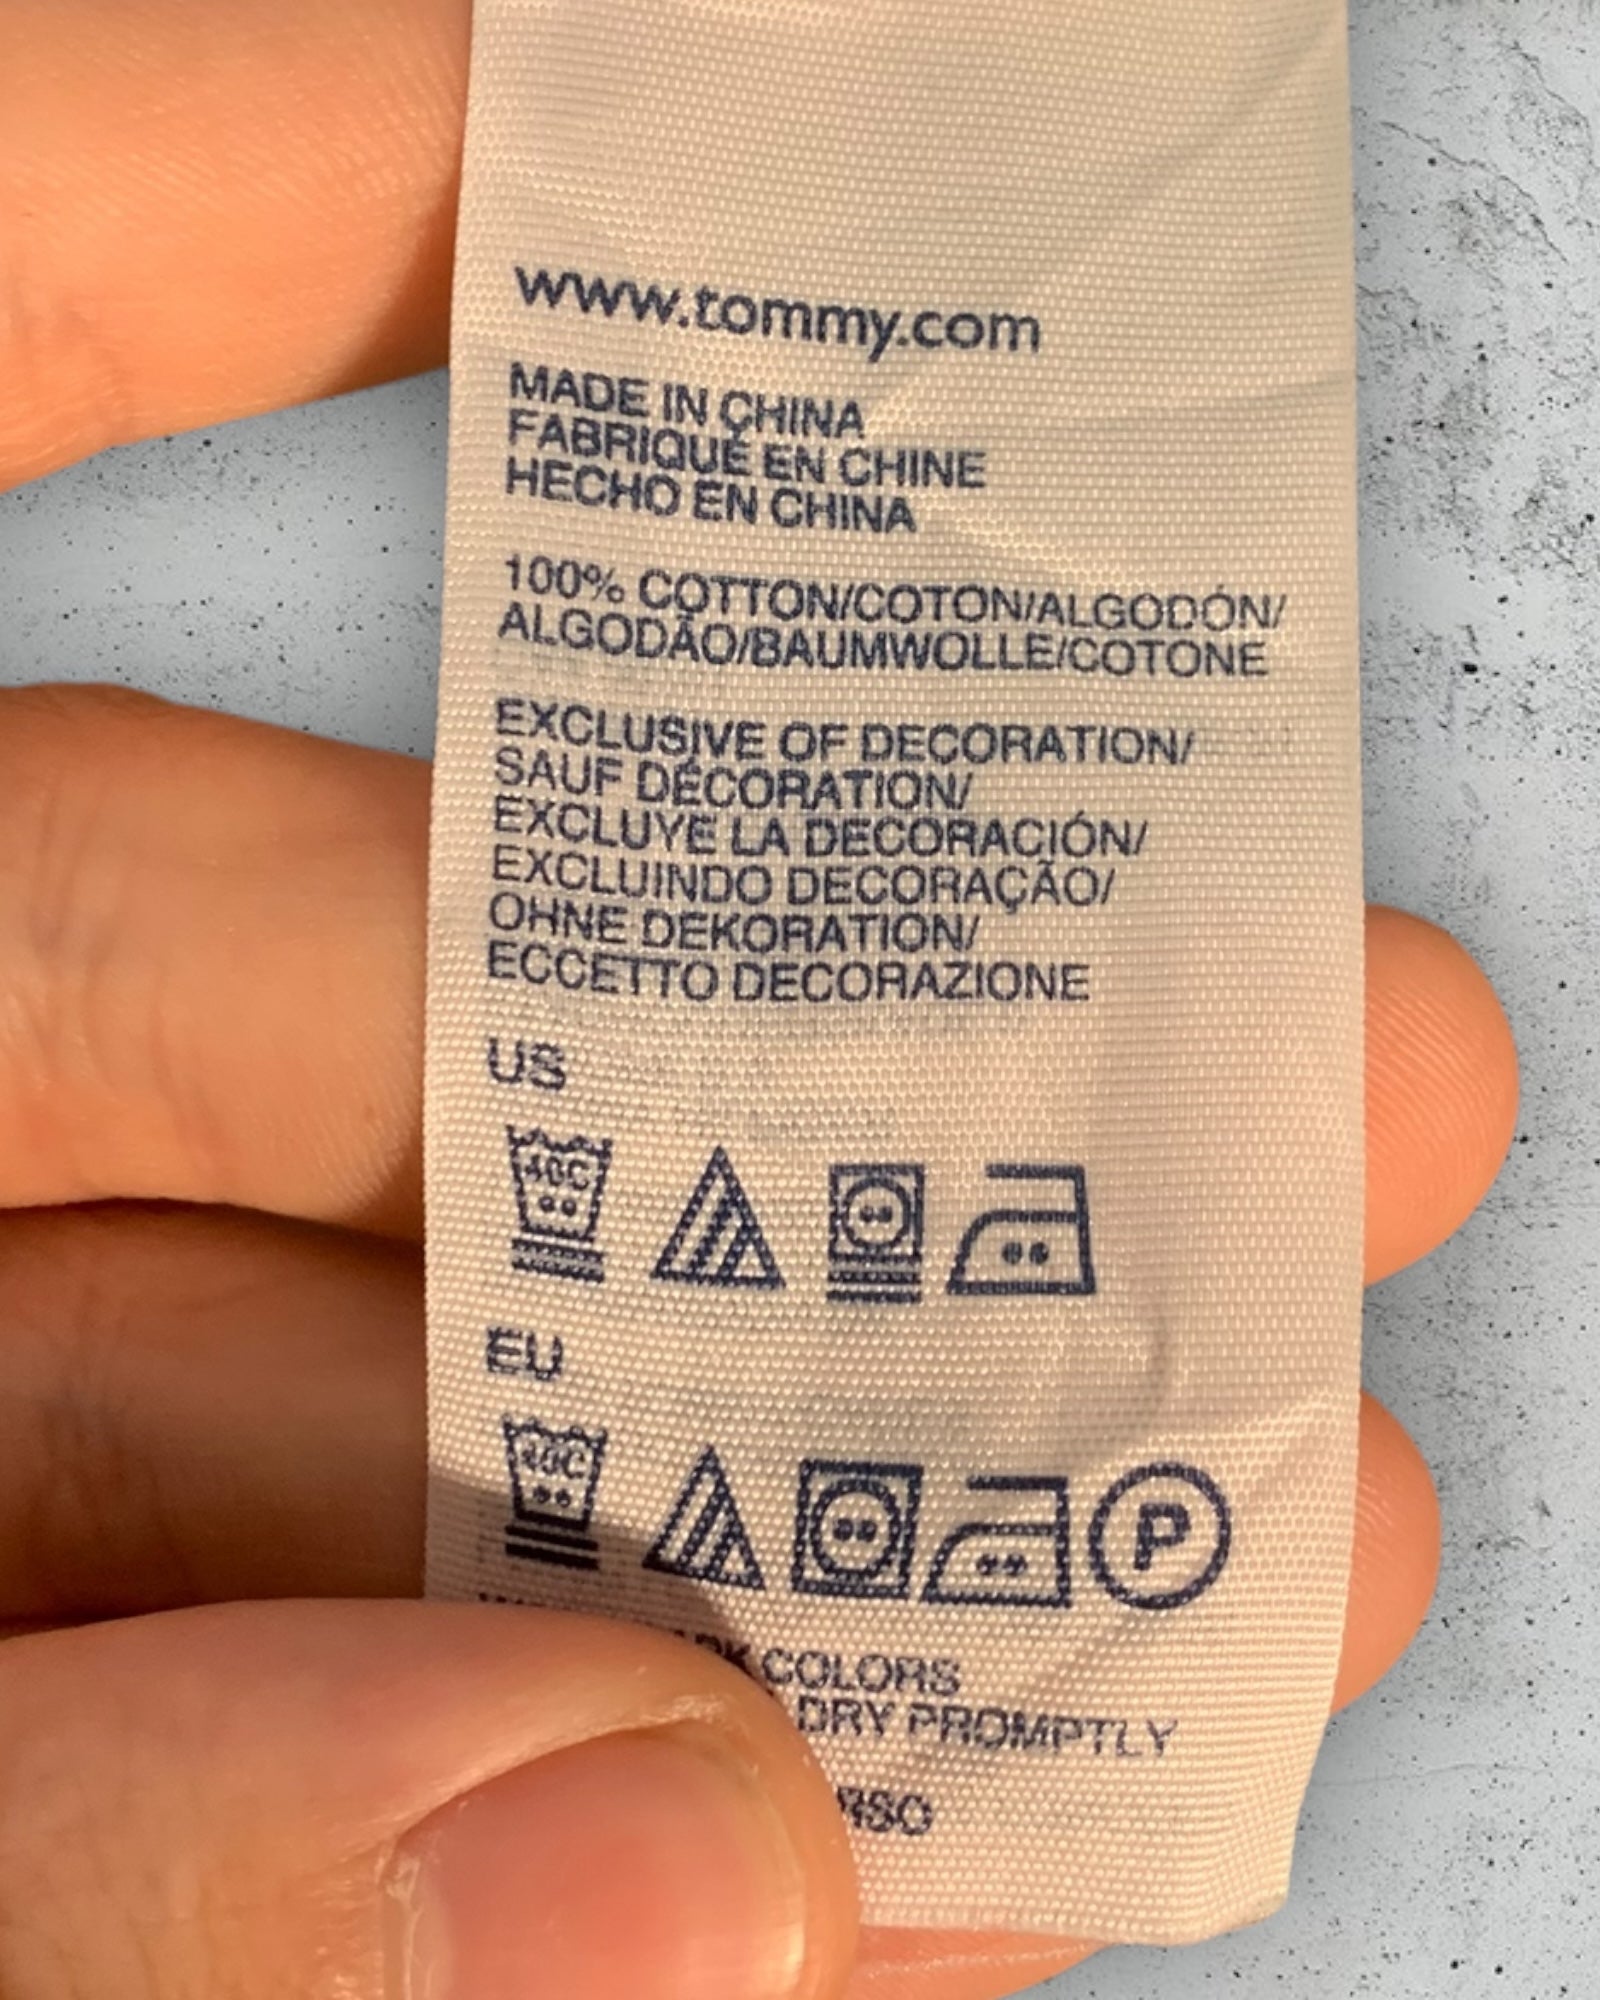 www.tommy.com
MADE IN CHINA
FABRIQUÉ EN CHINE
HECHO EN CHINA
100% COTTON/COTON/ALGODÓN/
ALGODÃO/BAUMWOLLE/COTONE
EXCLUSIVE OF DECORATION/
SAUF DÉCORATION/
EXCLUYE LA DECORACIÓN/
EXCLUINDO DECORAÇÃO/
OHNE DEKORATION/
ECCETTO DECORAZIONE
US
40C
EU
40C
P
COLORS
DRY PROMPTLY